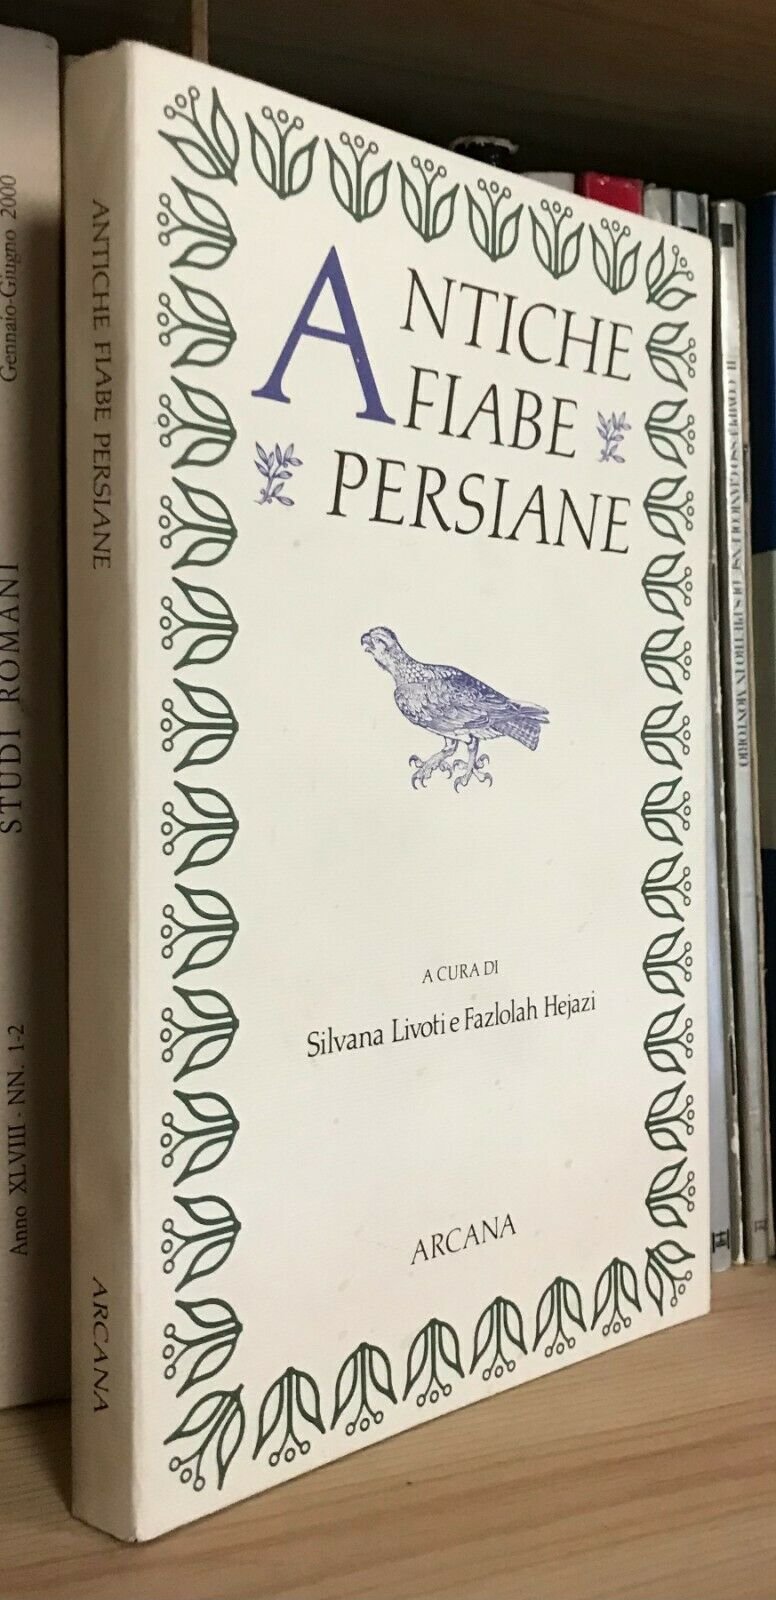 Gennaio-Giugno 2000
STUDI ROMANI
Anno XLVIII - NN. 1-2
ANTICHE FIABE PERSIANE
ARCANA
ANTICHE
FIABE
PERSIANE
A CURA DI
Silvana Livoti e Fazlolah Hejazi
ARCANA